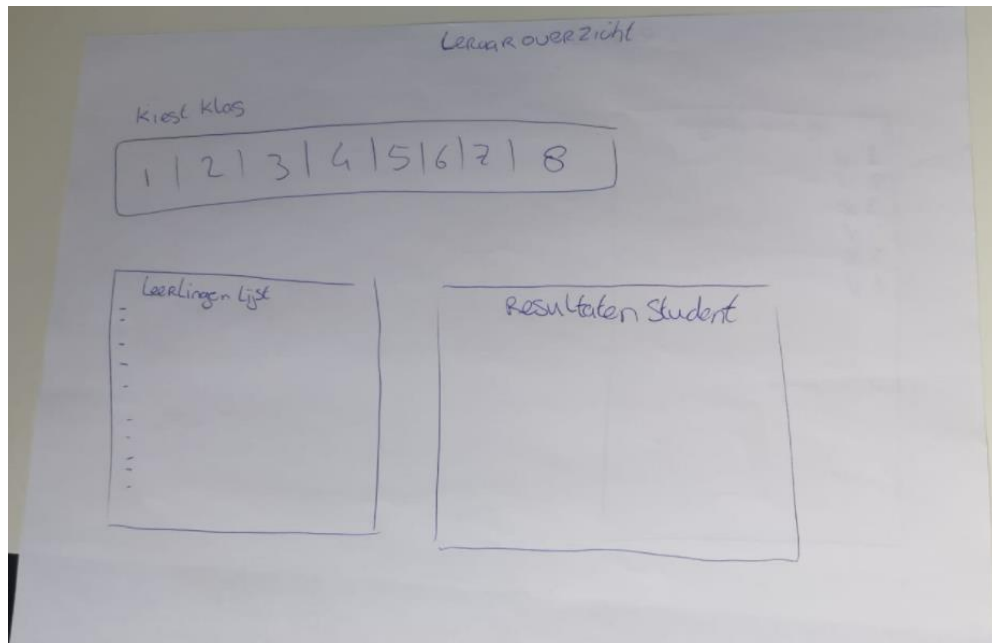 Leraar overzicht
Kiest klas
1 | 2 | 3 | 4 | 5 | 6 | 7 | 8
Leerlingen lijst
Resultaten Student